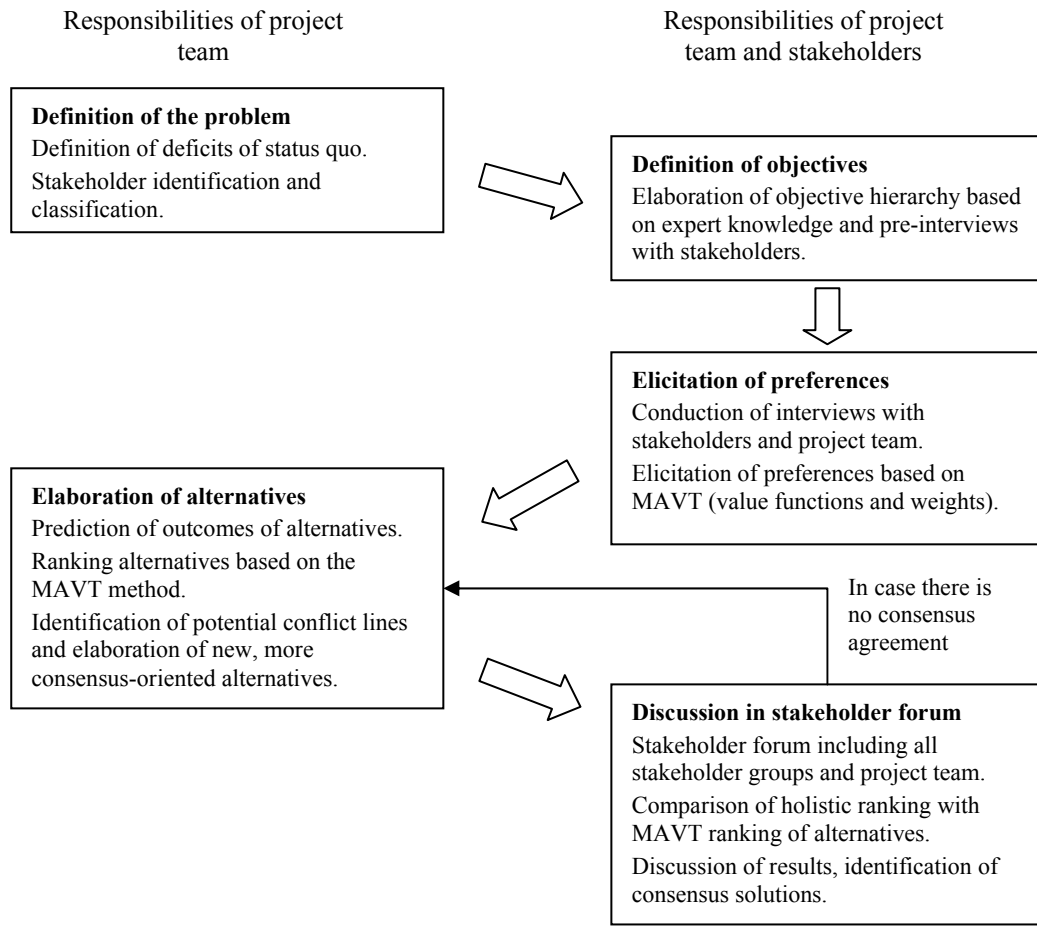 Responsibilities of project
team
Responsibilities of project
team and stakeholders
Definition of the problem
Definition of deficits of status quo.
Stakeholder identification and
classification.
Definition of objectives
Elaboration of objective hierarchy based
on expert knowledge and pre-interviews
with stakeholders.
Elicitation of preferences
Conduction of interviews with
stakeholders and project team.
Elicitation of preferences based on
MAVT (value functions and weights).
Elaboration of alternatives
Prediction of outcomes of alternatives.
Ranking alternatives based on the
MAVT method.
Identification of potential conflict lines
and elaboration of new, more
consensus-oriented alternatives.
In case there is
no consensus
agreement
Discussion in stakeholder forum
Stakeholder forum including all
stakeholder groups and project team.
Comparison of holistic ranking with
MAVT ranking of alternatives.
Discussion of results, identification of
consensus solutions.